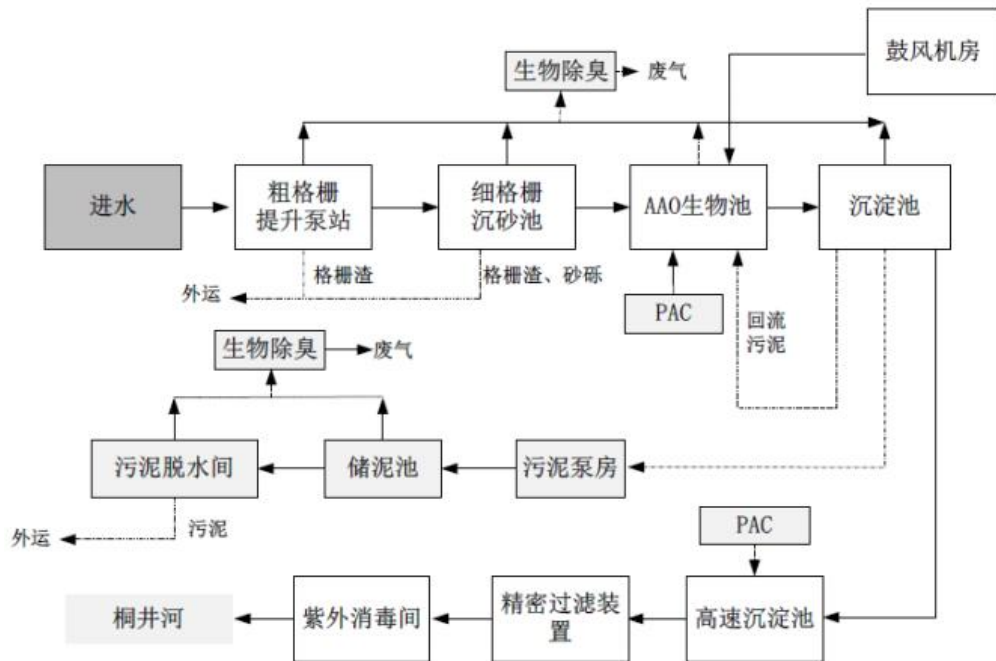 鼓风机房
生物除臭
废气
进水
粗格栅
提升泵站
细格栅
沉砂池
AAO生物池
沉淀池
格栅渣
格栅渣、砂砾
外运
PAC
回流
污泥
生物除臭
废气
污泥脱水间
储泥池
污泥泵房
污泥
外运
PAC
桐井河
紫外消毒间
精密过滤装
置
高速沉淀池